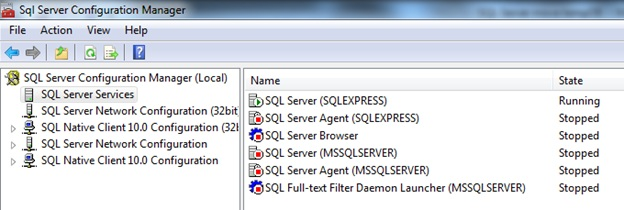 Sql Server Configuration Manager
File Action View Help
SQL Server Configuration Manager (Local)
SQL Server Services
SQL Server Network Configuration (32bit
SQL Native Client 10.0 Configuration (32b
SQL Server Network Configuration
SQL Native Client 10.0 Configuration
Name State
SQL Server (SQLEXPRESS) Running
SQL Server Agent (SQLEXPRESS) Stopped
SQL Server Browser Stopped
SQL Server (MSSQLSERVER) Stopped
SQL Server Agent (MSSQLSERVER) Stopped
SQL Full-text Filter Daemon Launcher (MSSQLSERVER) Stopped